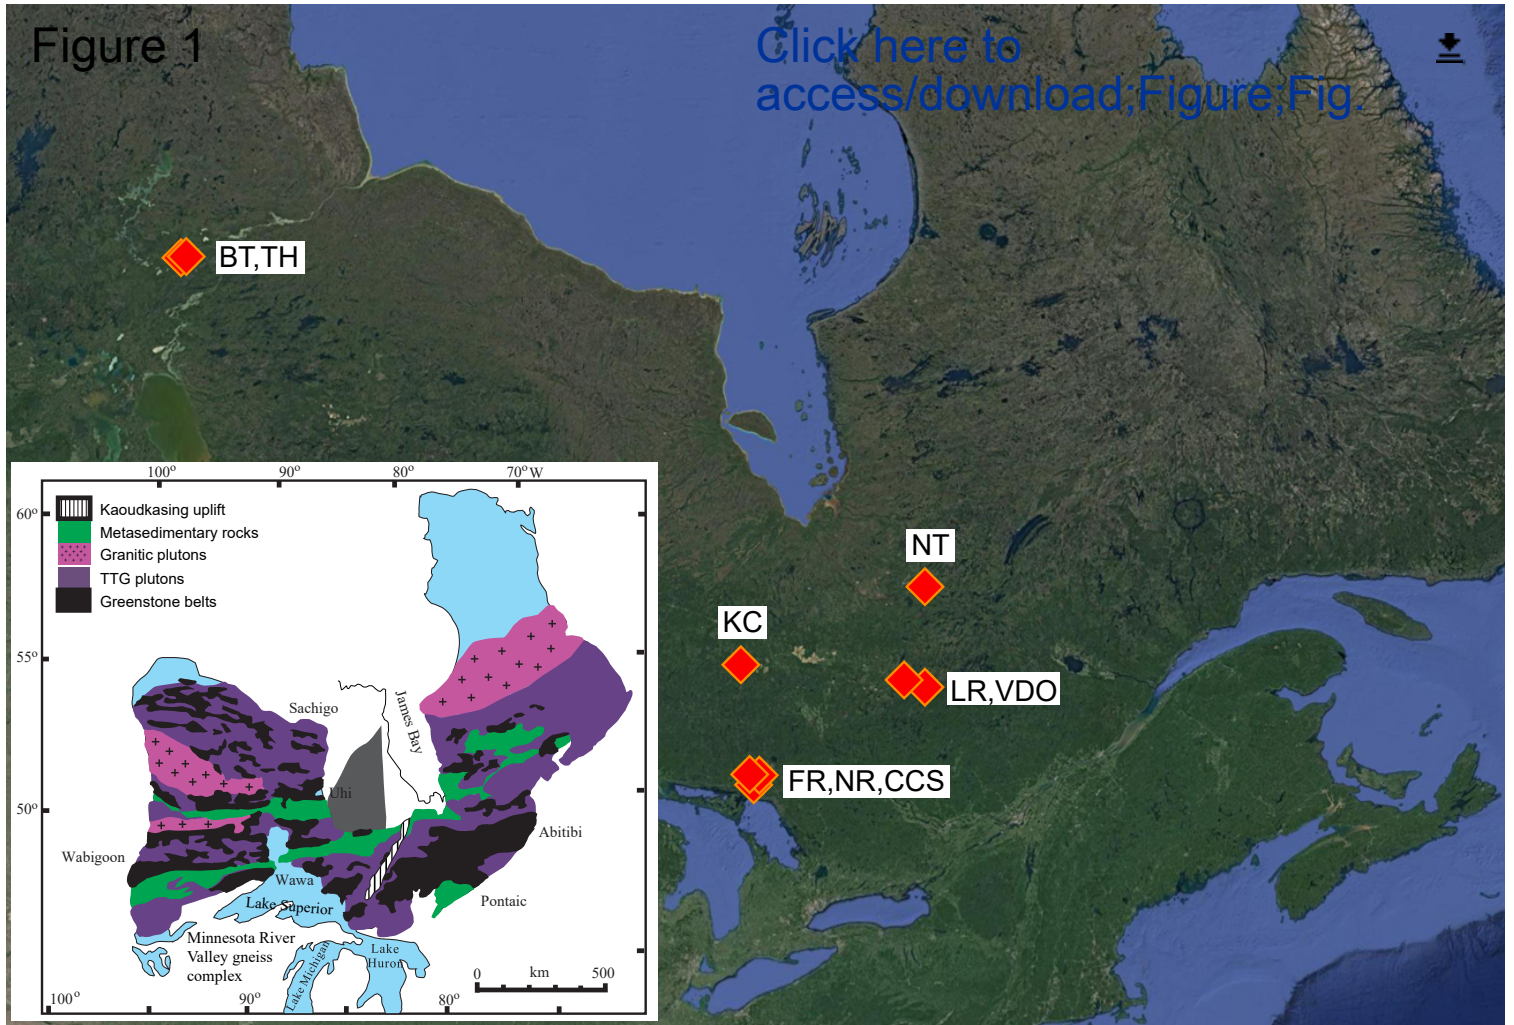 Figure 1
Click here to
access/download;Figure;Fig.
BT,TH
NT
KC
LR,VDO
FR,NR,CCS
100° 90° 80° 70°W
60°
55°
50°
Kaoudkasing uplift
Metasedimentary rocks
Granitic plutons
TTG plutons
Greenstone belts
Sachigo
James Bay
Uhi
Abitibi
Wabigoon
Wawa
Pontaic
Lake Superior
Minnesota River
Valley gneiss
complex
Lake Michigan
Lake
Huron
0 km 500
100° 90° 80°